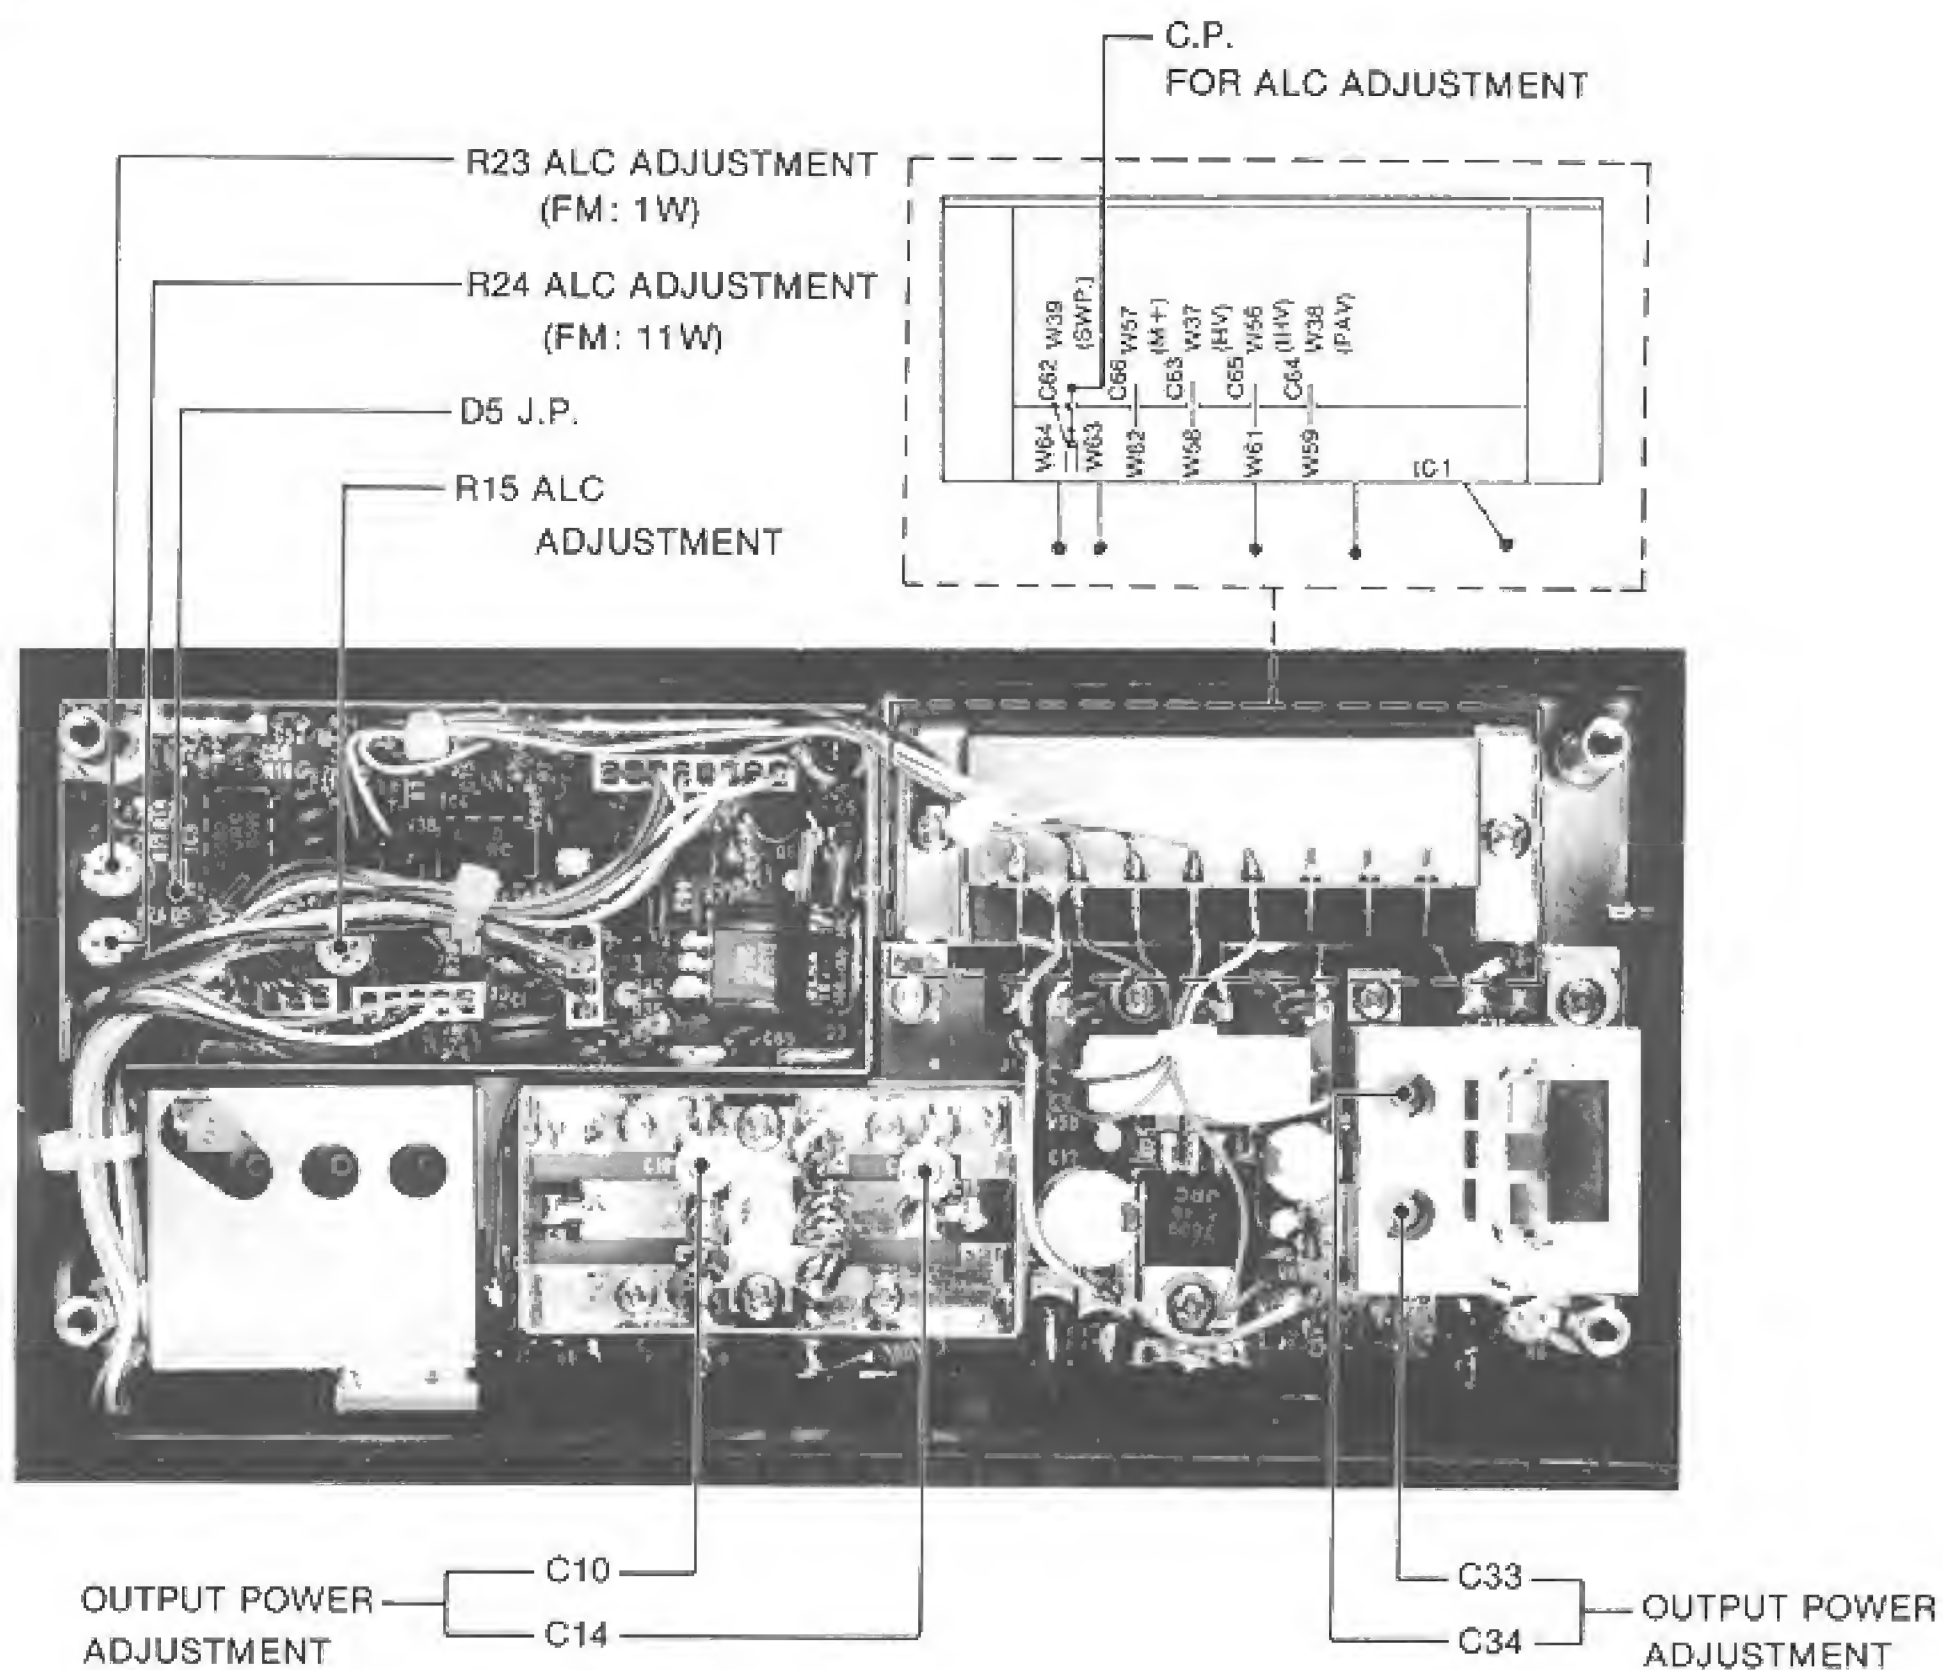 C.P.
FOR ALC ADJUSTMENT
R23 ALC ADJUSTMENT
(FM: 1W)
R24 ALC ADJUSTMENT
(FM: 11W)
D5 J.P.
R15 ALC
ADJUSTMENT
C62 W39
(SWP.)
C66 W57
(M+)
C63 W37
(HV)
C65 W56
(HV)
C64 W38
(PAV)
W64
W63
W62
W58
W61
W59
IC1
C10
C14
OUTPUT POWER
ADJUSTMENT
C33
C34
OUTPUT POWER
ADJUSTMENT